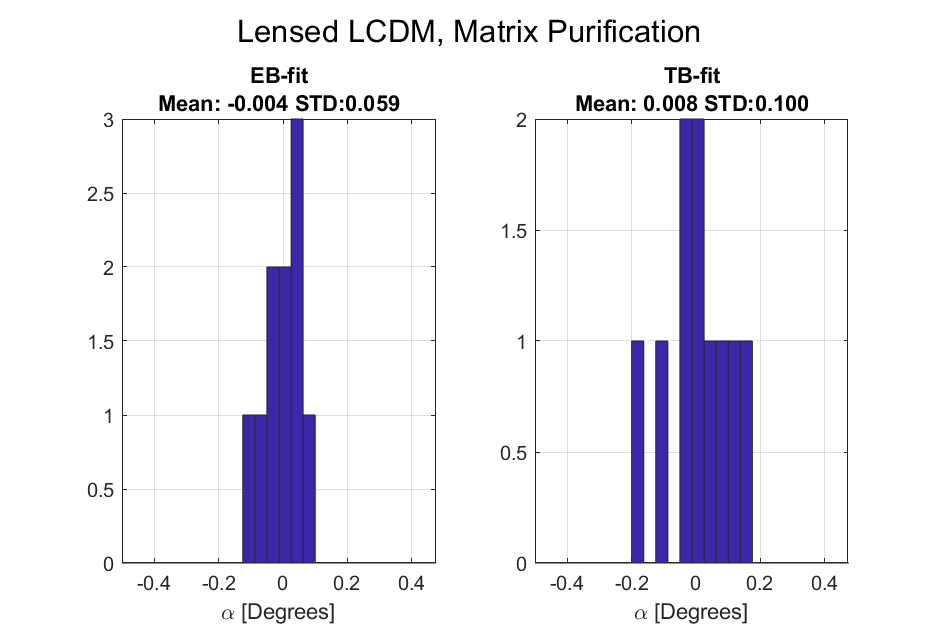 Lensed LCDM, Matrix Purification
EB-fit
Mean: -0.004 STD:0.059
3
2.5
2
1.5
1
0.5
0
-0.4 -0.2 0 0.2 0.4
α [Degrees]
TB-fit
Mean: 0.008 STD:0.100
2
1.5
1
0.5
0
-0.4 -0.2 0 0.2 0.4
α [Degrees]